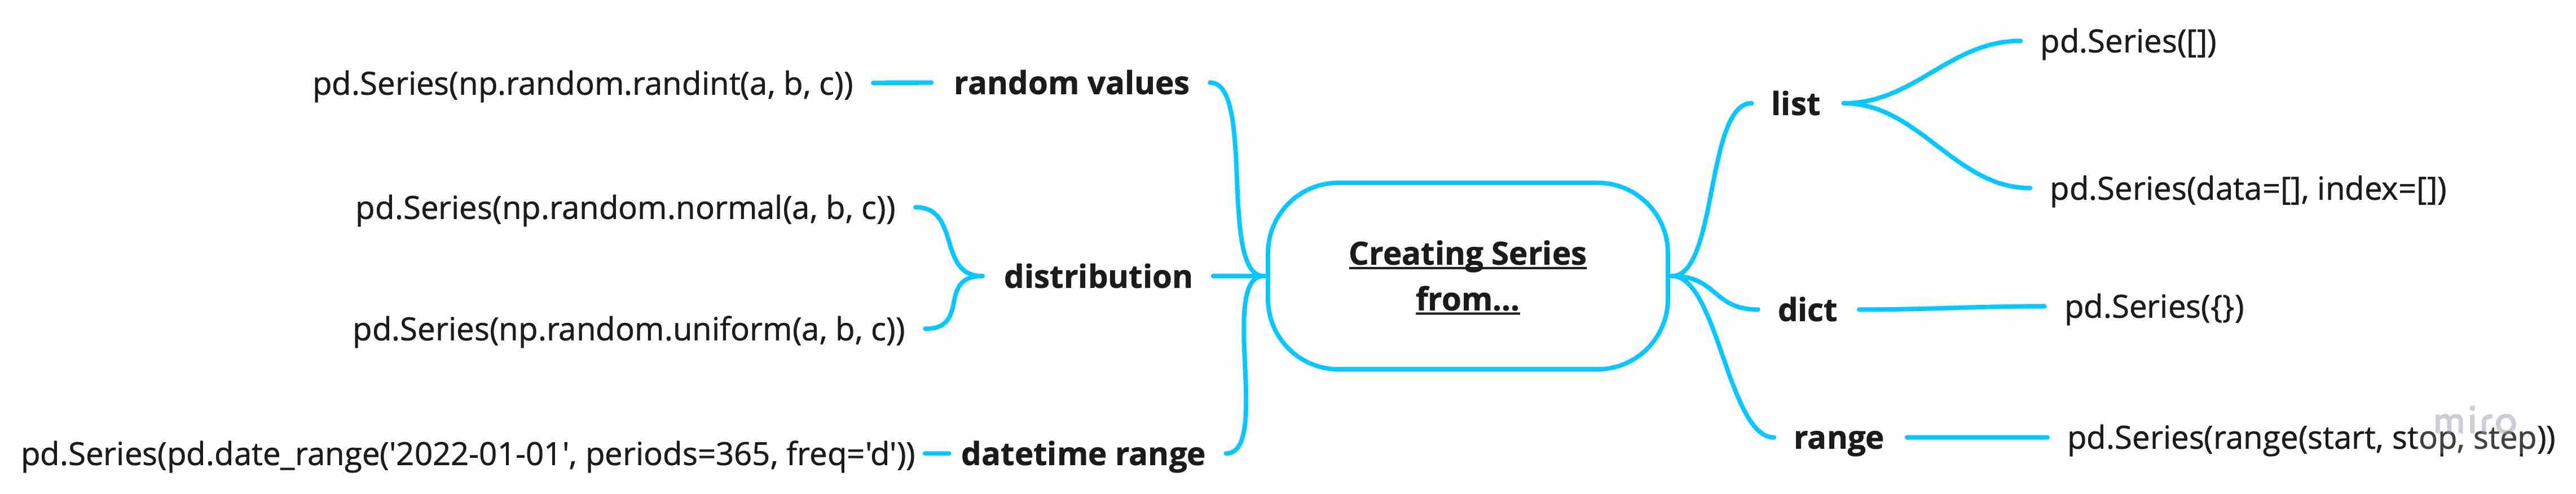 pd.Series(np.random.randint(a, b, c))
random values
pd.Series(np.random.normal(a, b, c))
distribution
pd.Series(np.random.uniform(a, b, c))
pd.Series(pd.date_range('2022-01-01', periods=365, freq='d'))
datetime range
Creating Series
from...
list
pd.Series([])
pd.Series(data=[], index=[])
dict
pd.Series({})
range
pd.Series(range(start, stop, step))
miro